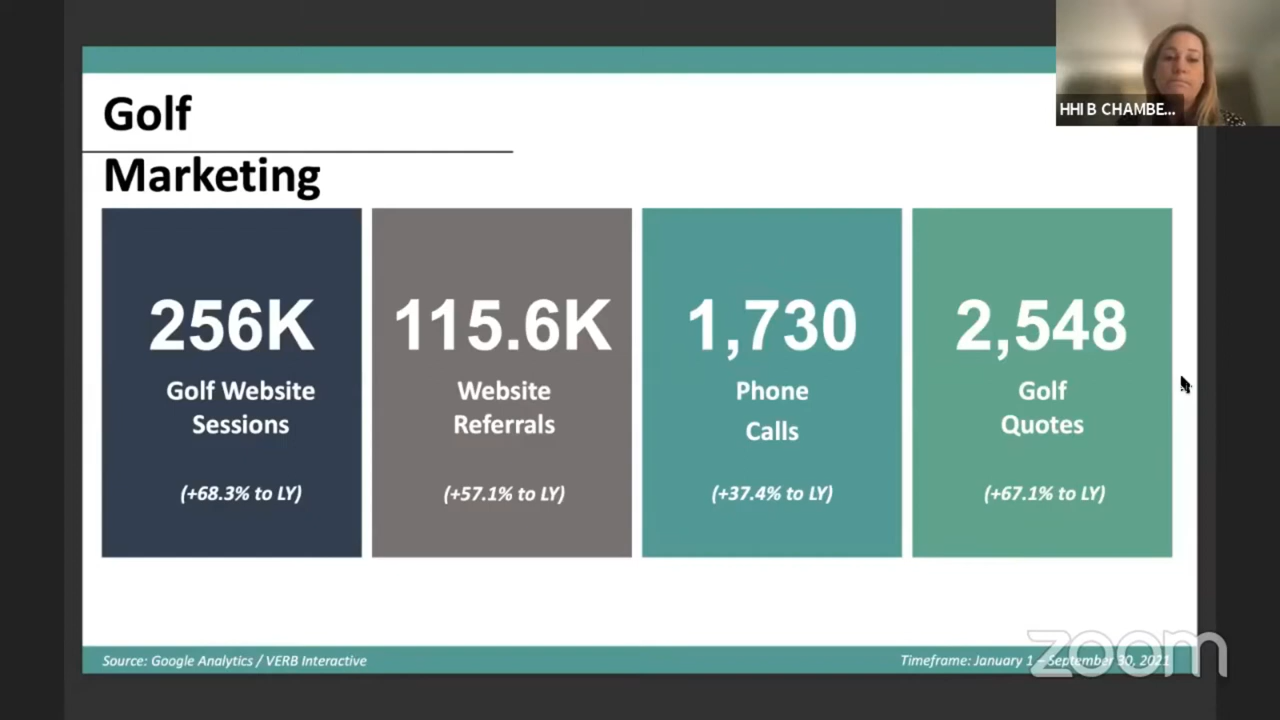 HHI B CHAMBE...
Golf
Marketing
256K
Golf Website
Sessions
(+68.3% to LY)
115.6K
Website
Referrals
(+57.1% to LY)
1,730
Phone
Calls
(+37.4% to LY)
2,548
Golf
Quotes
(+67.1% to LY)
Source: Google Analytics / VERB Interactive
Timeframe: January 1 – September 30, 2021
zoom